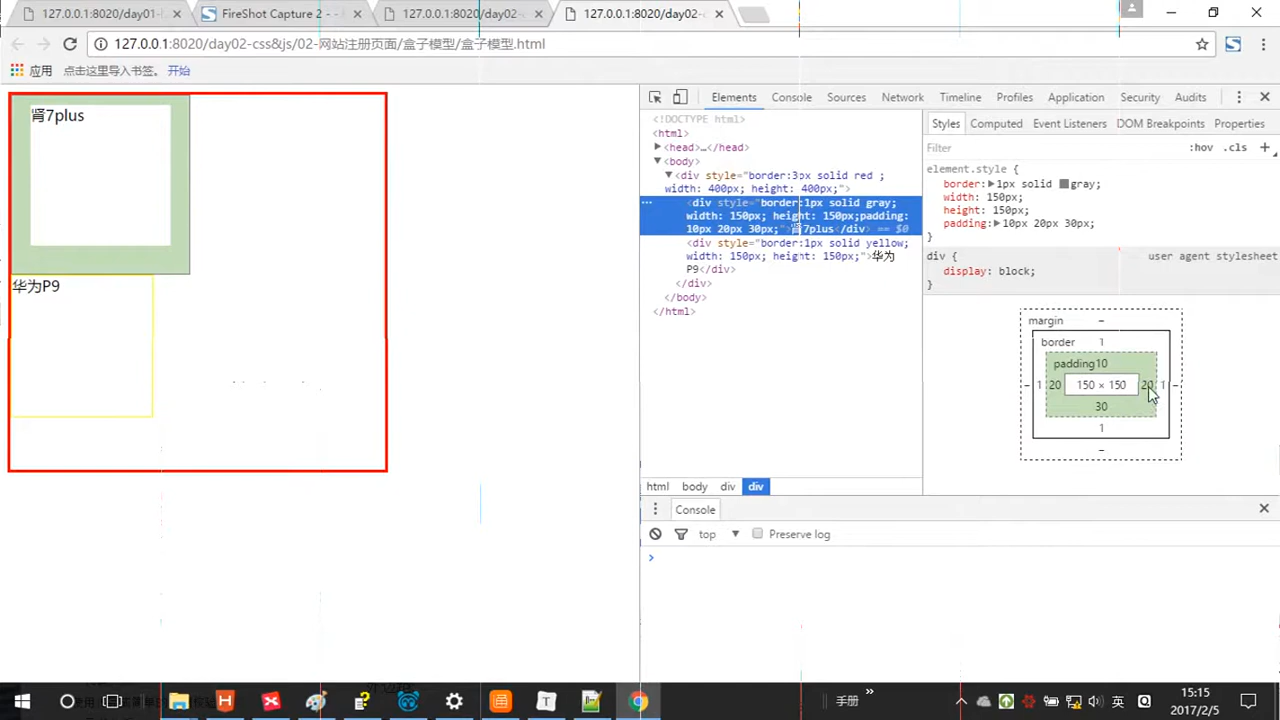 127.0.0.1:8020/day01-h
FireShot Capture 2 -
127.0.0.1:8020/day02-c
127.0.0.1:8020/day02-c
127.0.0.1:8020/day02-css&js/02-网站注册页面/盒子模型/盒子模型.html
应用 点击这里导入书签。 开始
肾7plus
华为P9
Elements Console Sources Network Timeline Profiles Application Security Audits
<!DOCTYPE html>
<html>
<head>…</head>
<body>
<div style="border:3px solid red ;
width: 400px; height: 400px;">
<div style="border:1px solid gray;
width: 150px; height: 150px;padding:
10px 20px 30px;">肾7plus</div> == $0
<div style="border:1px solid yellow;
width: 150px; height: 150px;">华为
P9</div>
</div>
</body>
</html>
html body div div
Styles Computed Event Listeners DOM Breakpoints Properties
Filter :hov .cls +
element.style {
border: 1px solid gray;
width: 150px;
height: 150px;
padding: 10px 20px 30px;
}
div { user agent stylesheet
display: block;
}
margin –
border 1
padding10
– 1 20 150 × 150 20 1 –
30
1
–
Console
top Preserve log
手册
英
15:15
2017/2/5